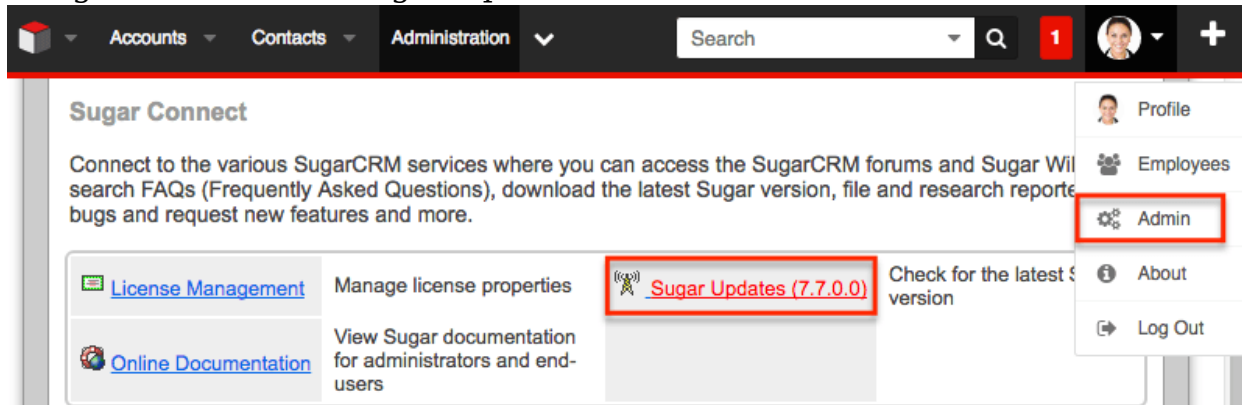 Accounts Contacts Administration Search 1
Sugar Connect
Connect to the various SugarCRM services where you can access the SugarCRM forums and Sugar
search FAQs (Frequently Asked Questions), download the latest Sugar version, file and research
bugs and request new features and more.
License Management
Manage license properties
Sugar Updates (7.7.0.0)
Check for the latest
version
Online Documentation
View Sugar documentation
for administrators and end-
users
Profile
Employees
Admin
About
Log Out